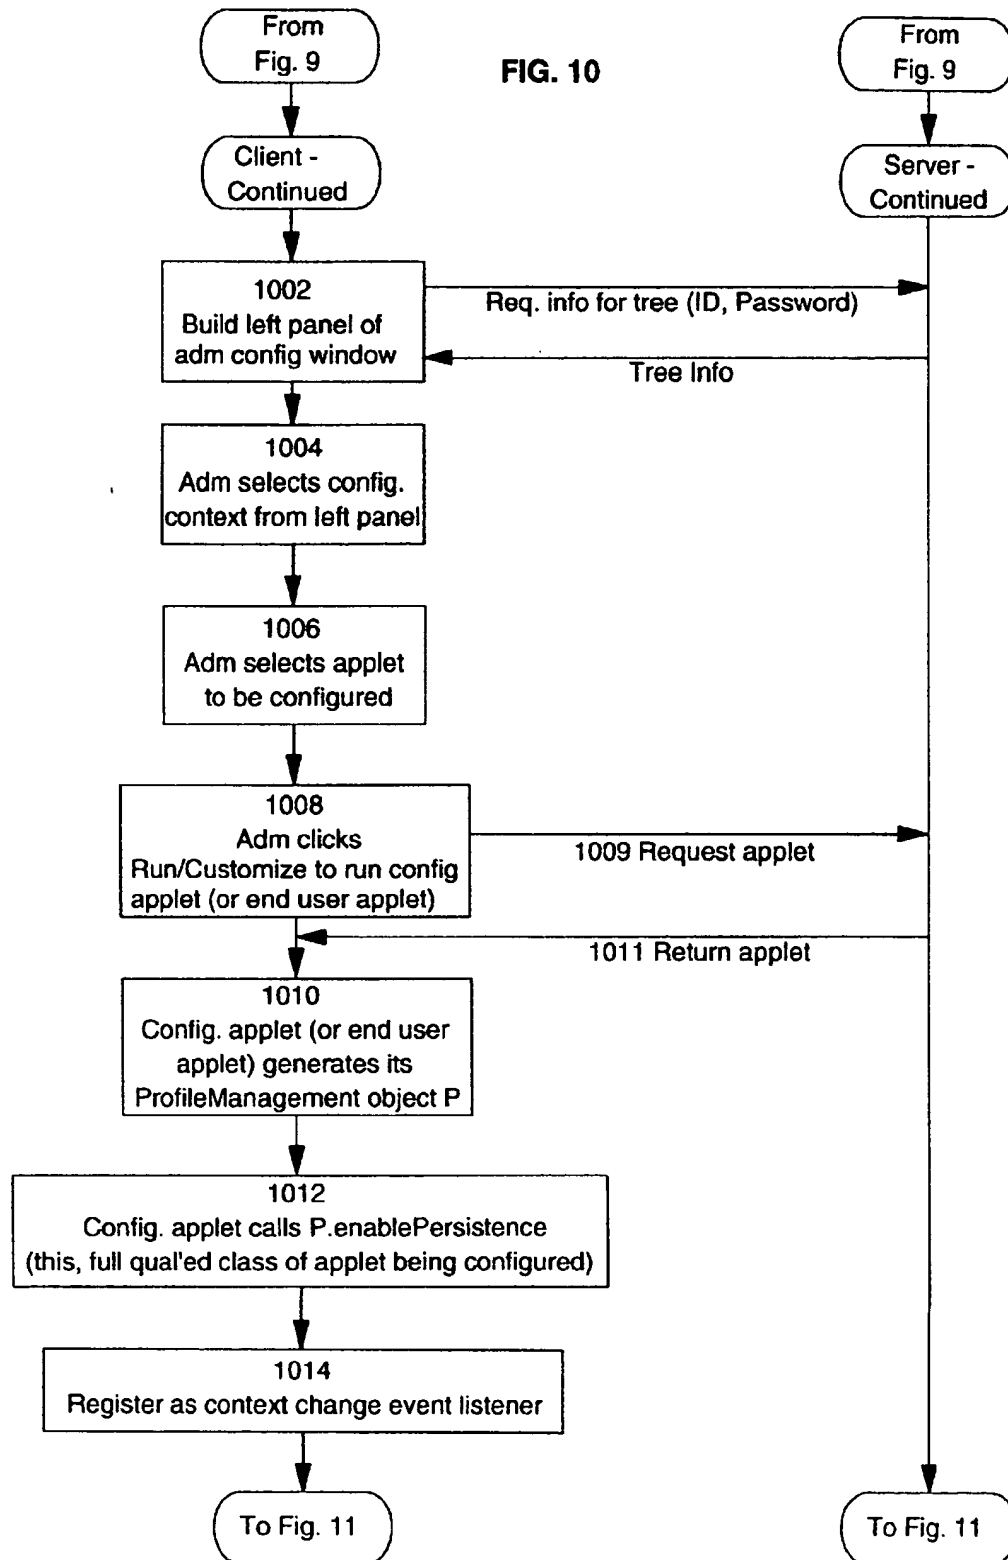 From
Fig. 9
FIG. 10
From
Fig. 9
Client -
Continued
Server -
Continued
1002
Build left panel of
adm config window
Req. info for tree (ID, Password)
Tree Info
1004
Adm selects config.
context from left panel
1006
Adm selects applet
to be configured
1008
Adm clicks
Run/Customize to run config
applet (or end user applet)
1009 Request applet
1011 Return applet
1010
Config. applet (or end user
applet) generates its
ProfileManagement object P
1012
Config. applet calls P.enablePersistence
(this, full qual'ed class of applet being configured)
1014
Register as context change event listener
To Fig. 11
To Fig. 11